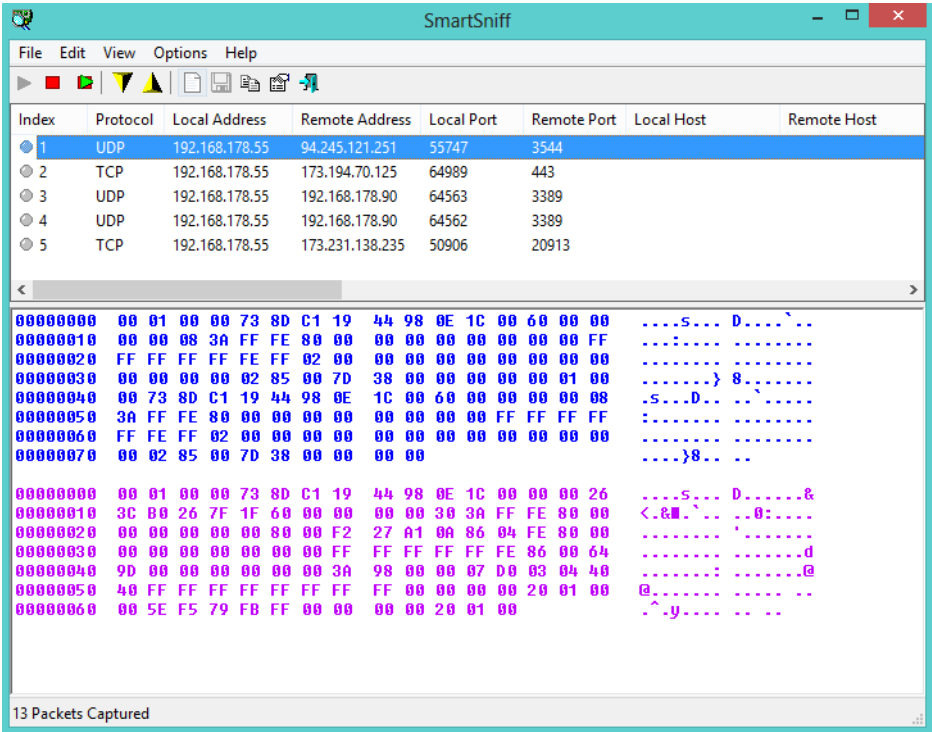 SmartSniff
File Edit View Options Help
Index Protocol Local Address Remote Address Local Port Remote Port Local Host Remote Host
1 UDP 192.168.178.55 94.245.121.251 55747 3544
2 TCP 192.168.178.55 173.194.70.125 64989 443
3 UDP 192.168.178.55 192.168.178.90 64563 3389
4 UDP 192.168.178.55 192.168.178.90 64562 3389
5 TCP 192.168.178.55 173.231.138.235 50906 20913
00000000 00 01 00 00 73 8D C1 19 44 98 0E 1C 00 60 00 00 ....s... D....`..
00000010 00 00 08 3A FF FE 80 00 00 00 00 00 00 00 00 FF ...:.... ........
00000020 FF FF FF FF FE FF 02 00 00 00 00 00 00 00 00 00 ........ ........
00000030 00 00 00 00 02 85 00 7D 38 00 00 00 00 00 01 00 .......} 8.......
00000040 00 73 8D C1 19 44 98 0E 1C 00 60 00 00 00 00 08 .s...D.. ..`.....
00000050 3A FF FE 80 00 00 00 00 00 00 00 00 FF FF FF FF :....... ........
00000060 FF FE FF 02 00 00 00 00 00 00 00 00 00 00 00 00 ........ ........
00000070 00 02 85 00 7D 38 00 00 00 00 ....}8.. ..
00000000 00 01 00 00 73 8D C1 19 44 98 0E 1C 00 00 00 26 ....s... D......&
00000010 3C B0 26 7F 1F 60 00 00 00 00 30 3A FF FE 80 00 <.&.`.. ..0:....
00000020 00 00 00 00 00 80 00 F2 27 A1 0A 86 04 FE 80 00 ........ '.......
00000030 00 00 00 00 00 00 00 FF FF FF FF FF FE 86 00 64 ........ .......d
00000040 9D 00 00 00 00 00 00 3A 98 00 00 07 D0 03 04 40 .......: .......@
00000050 40 FF FF FF FF FF FF FF FF 00 00 00 00 20 01 00 @....... ..... ..
00000060 00 5E F5 79 FB FF 00 00 00 00 20 01 00 .^.y.... .. ..
13 Packets Captured